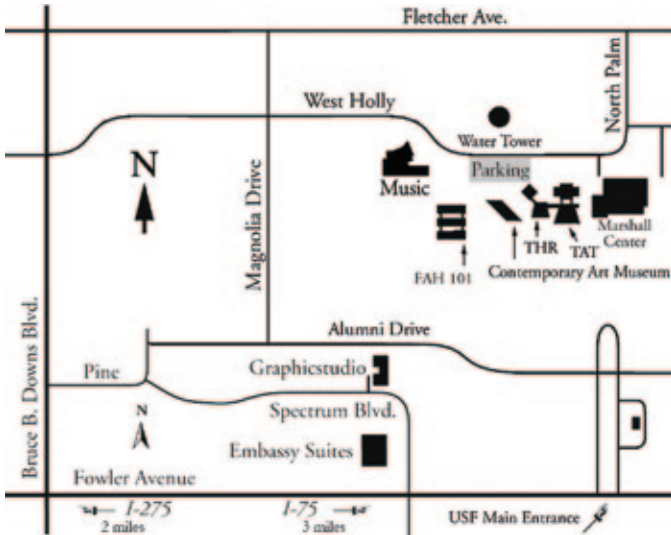 Fletcher Ave.
North Palm
West Holly
Water Tower
N
Parking
Music
Magnolia Drive
Marshall
Center
THR
TAT
FAH 101
Contemporary Art Museum
Bruce B. Downs Blvd.
Alumni Drive
Pine
Graphicstudio
Spectrum Blvd.
N
Embassy Suites
Fowler Avenue
I-275
2 miles
I-75
3 miles
USF Main Entrance